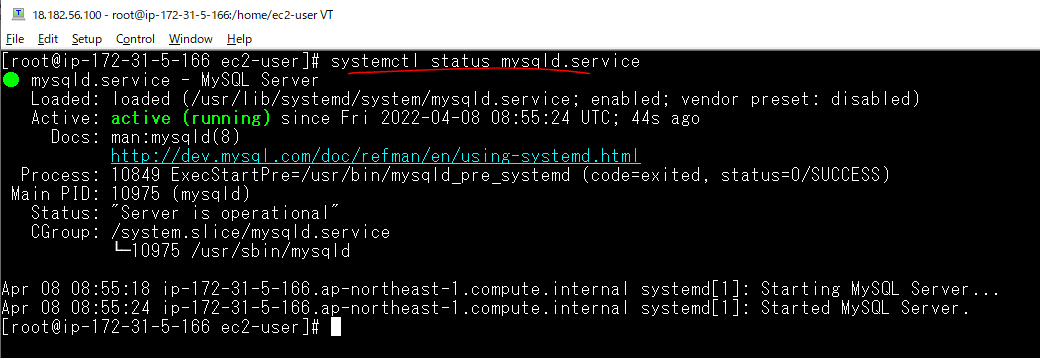 18.182.56.100 - root@ip-172-31-5-166:/home/ec2-user VT
File Edit Setup Control Window Help
[root@ip-172-31-5-166 ec2-user]# systemctl status mysqld.service
● mysqld.service - MySQL Server
Loaded: loaded (/usr/lib/systemd/system/mysqld.service; enabled; vendor preset: disabled)
Active: active (running) since Fri 2022-04-08 08:55:24 UTC; 44s ago
Docs: man:mysqld(8)
http://dev.mysql.com/doc/refman/en/using-systemd.html
Process: 10849 ExecStartPre=/usr/bin/mysqld_pre_systemd (code=exited, status=0/SUCCESS)
Main PID: 10975 (mysqld)
Status: "Server is operational"
CGroup: /system.slice/mysqld.service
└─10975 /usr/sbin/mysqld
Apr 08 08:55:18 ip-172-31-5-166.ap-northeast-1.compute.internal systemd[1]: Starting MySQL Server...
Apr 08 08:55:24 ip-172-31-5-166.ap-northeast-1.compute.internal systemd[1]: Started MySQL Server.
[root@ip-172-31-5-166 ec2-user]#